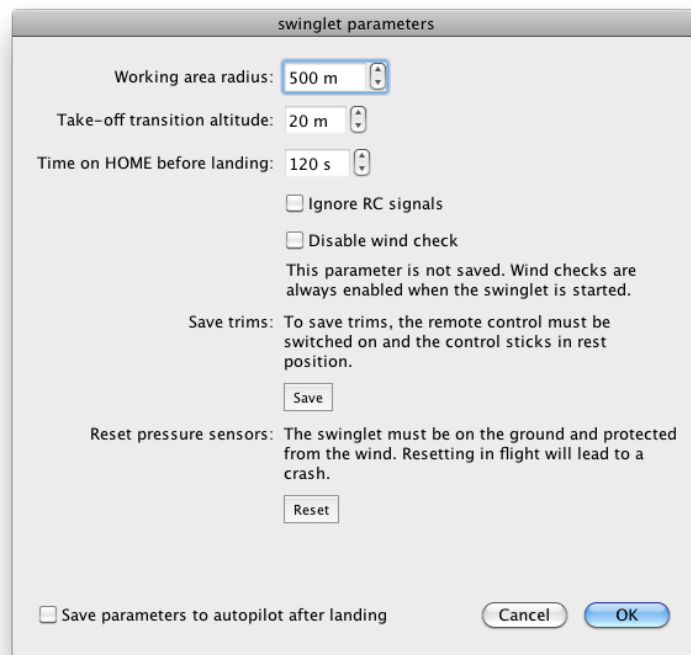 swinglet parameters
Working area radius: 500 m
Take-off transition altitude: 20 m
Time on HOME before landing: 120 s
Ignore RC signals
Disable wind check
This parameter is not saved. Wind checks are
always enabled when the swinglet is started.
Save trims: To save trims, the remote control must be
switched on and the control sticks in rest
position.
Save
Reset pressure sensors: The swinglet must be on the ground and protected
from the wind. Resetting in flight will lead to a
crash.
Reset
Save parameters to autopilot after landing Cancel OK